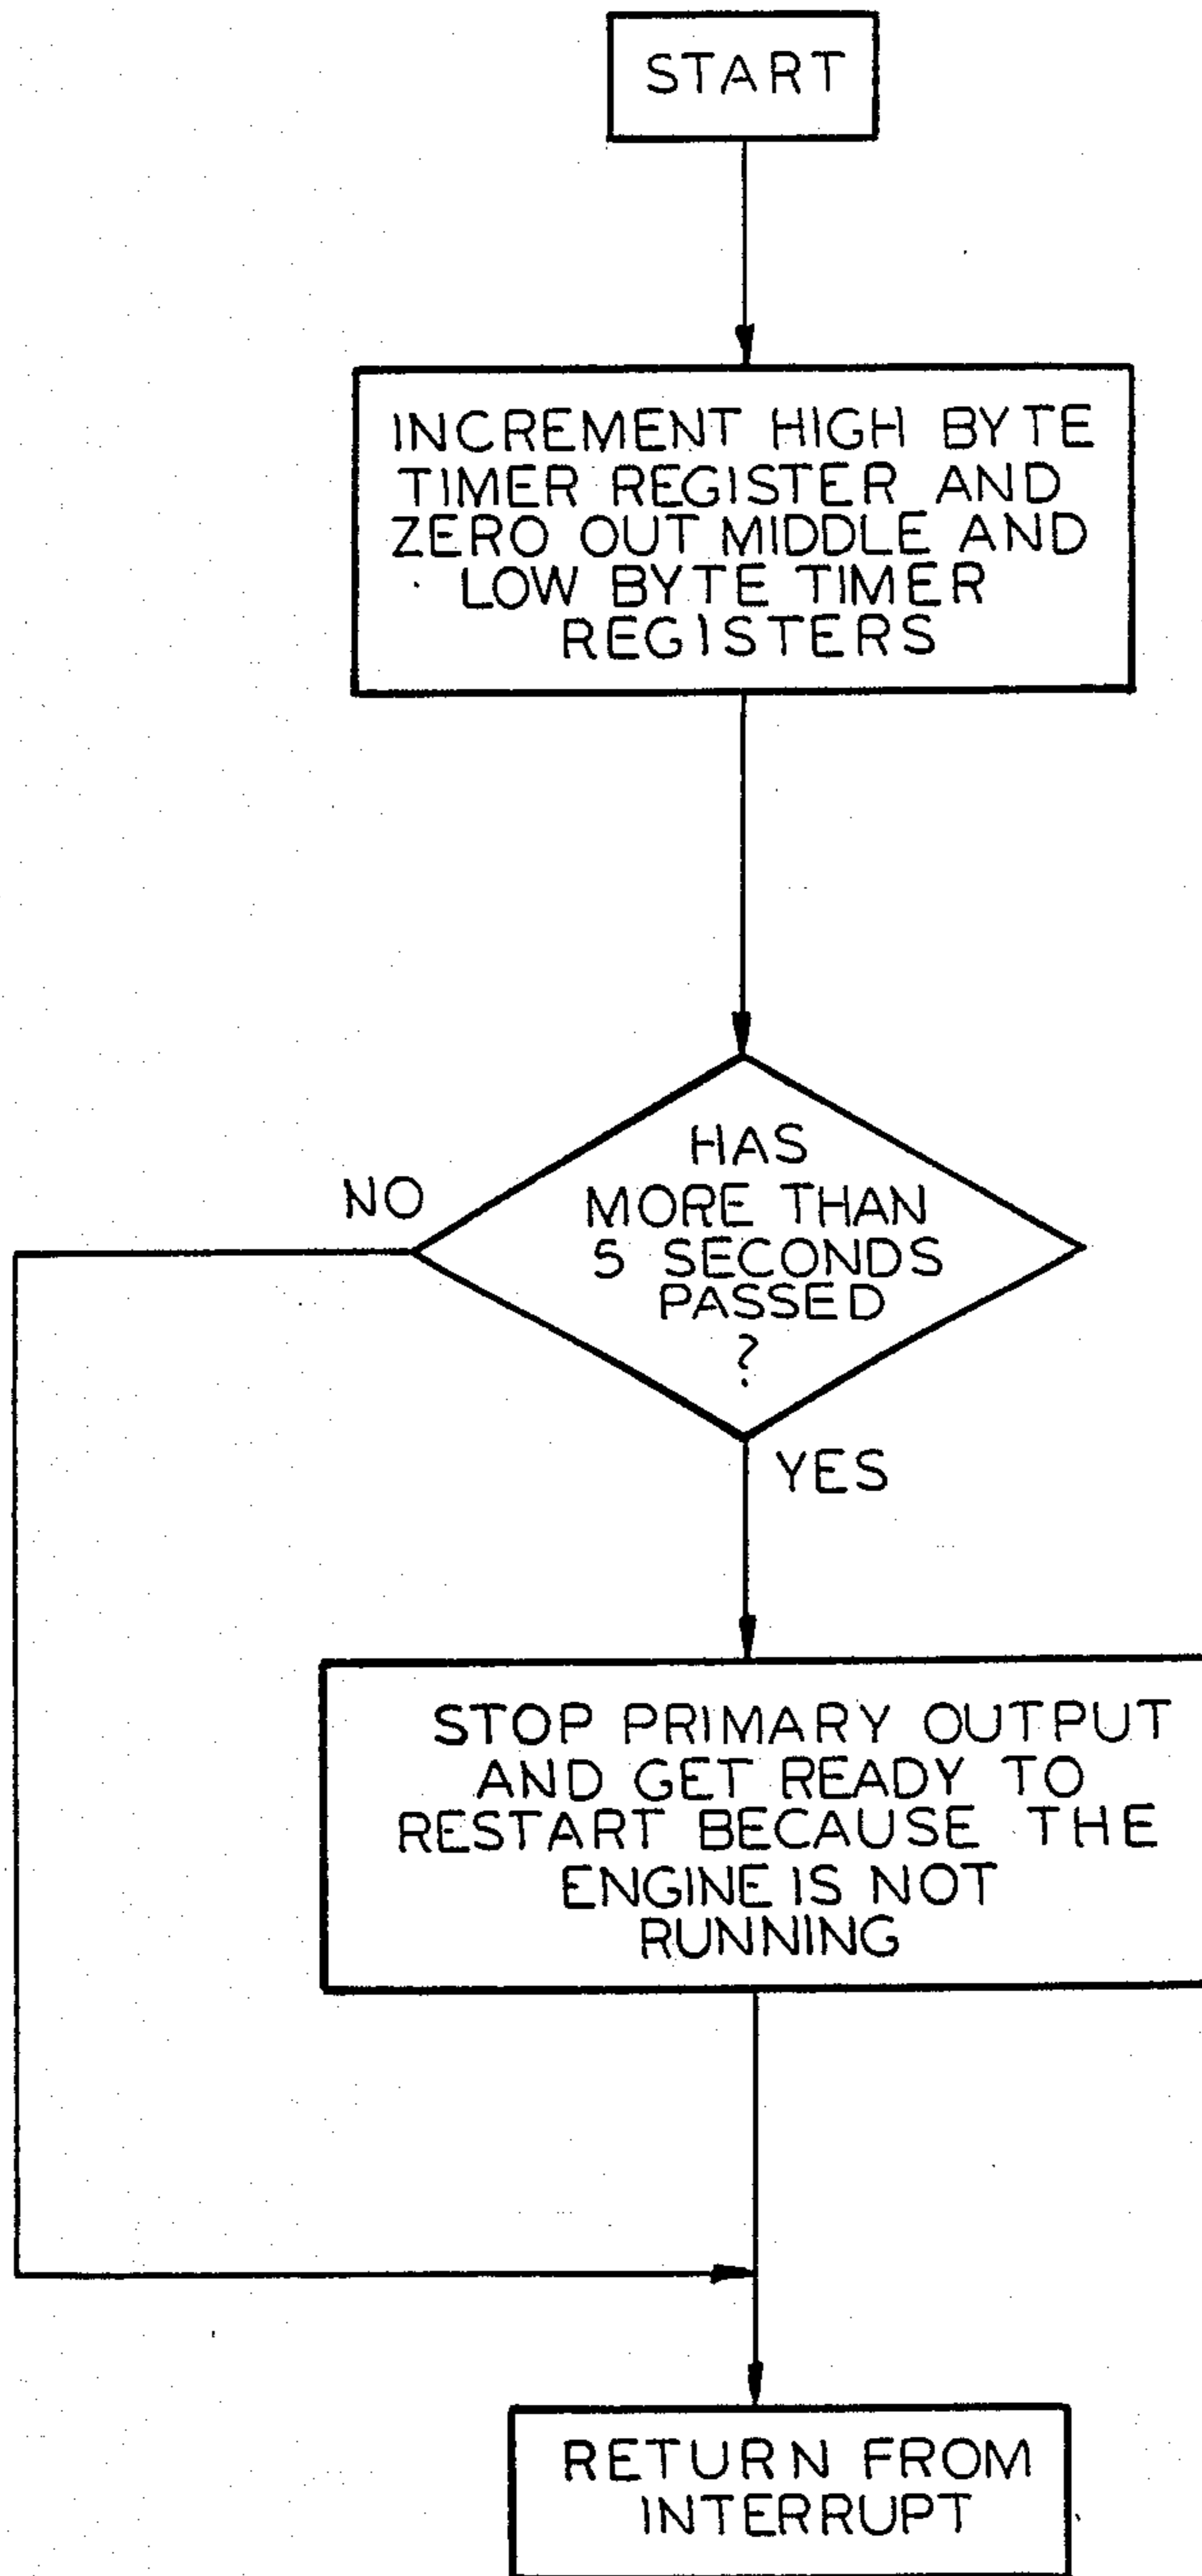 START
INCREMENT HIGH BYTE
TIMER REGISTER AND
ZERO OUT MIDDLE AND
LOW BYTE TIMER
REGISTERS
HAS
MORE THAN
5 SECONDS
PASSED
?
NO
YES
STOP PRIMARY OUTPUT
AND GET READY TO
RESTART BECAUSE THE
ENGINE IS NOT
RUNNING
RETURN FROM
INTERRUPT